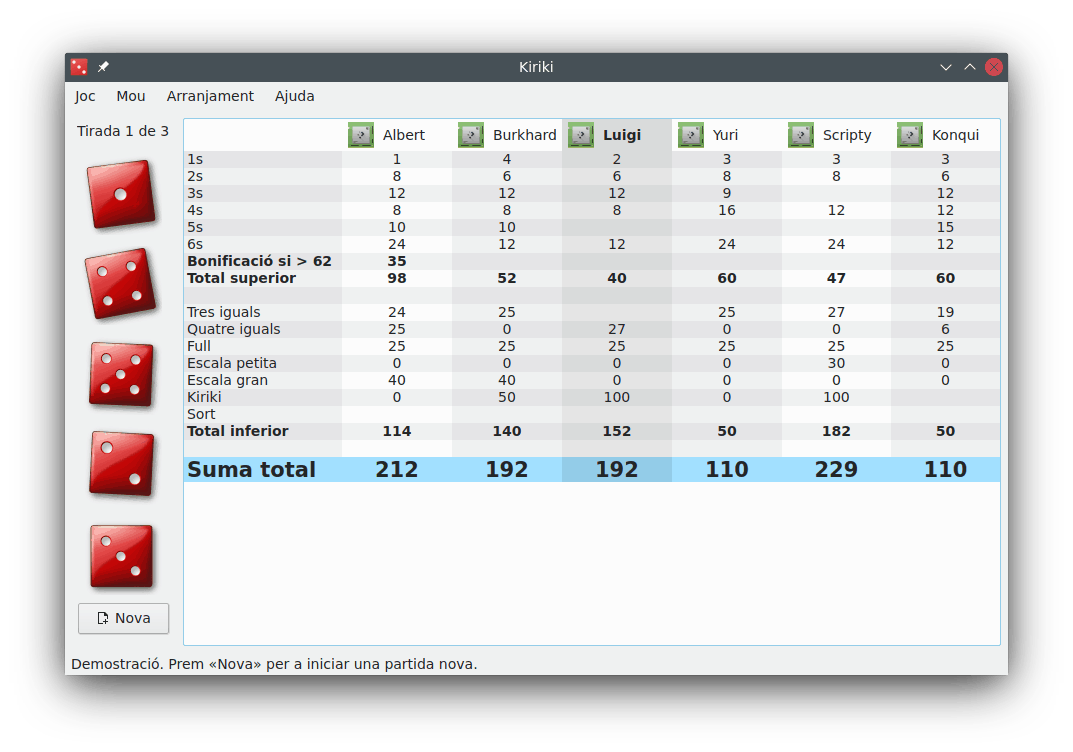 Kiriki
Joc Mou Arranjament Ajuda
Tirada 1 de 3
Albert Burkhard Luigi Yuri Scripty Konqui
1s 1 4 2 3 3 3
2s 8 6 6 8 8 6
3s 12 12 12 9 12
4s 8 8 8 16 12 12
5s 10 10 15
6s 24 12 12 24 24 12
Bonificació si > 62 35
Total superior 98 52 40 60 47 60
Tres iguals 24 25 25 27 19
Quatre iguals 25 0 27 0 0 6
Full 25 25 25 25 25 25
Escala petita 0 0 0 0 30 0
Escala gran 40 40 0 0 0 0
Kiriki 0 50 100 0 100
Sort
Total inferior 114 140 152 50 182 50
Suma total 212 192 192 110 229 110
Nova
Demostració. Prem «Nova» per a iniciar una partida nova.